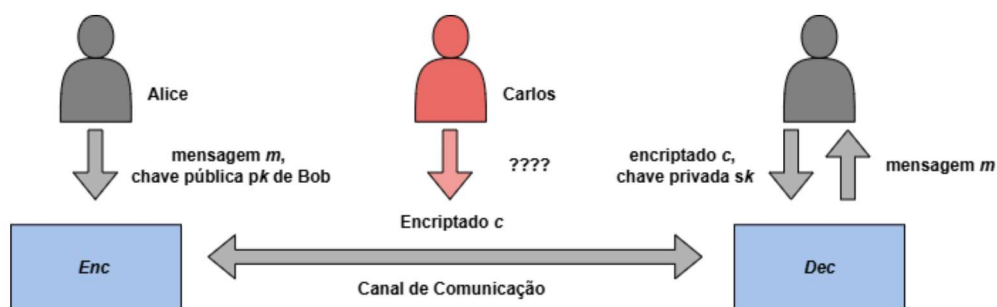 Alice
Carlos
mensagem m,
chave pública pk de Bob
????
encriptado c,
chave privada sk
mensagem m
Encriptado c
Enc
Dec
Canal de Comunicação